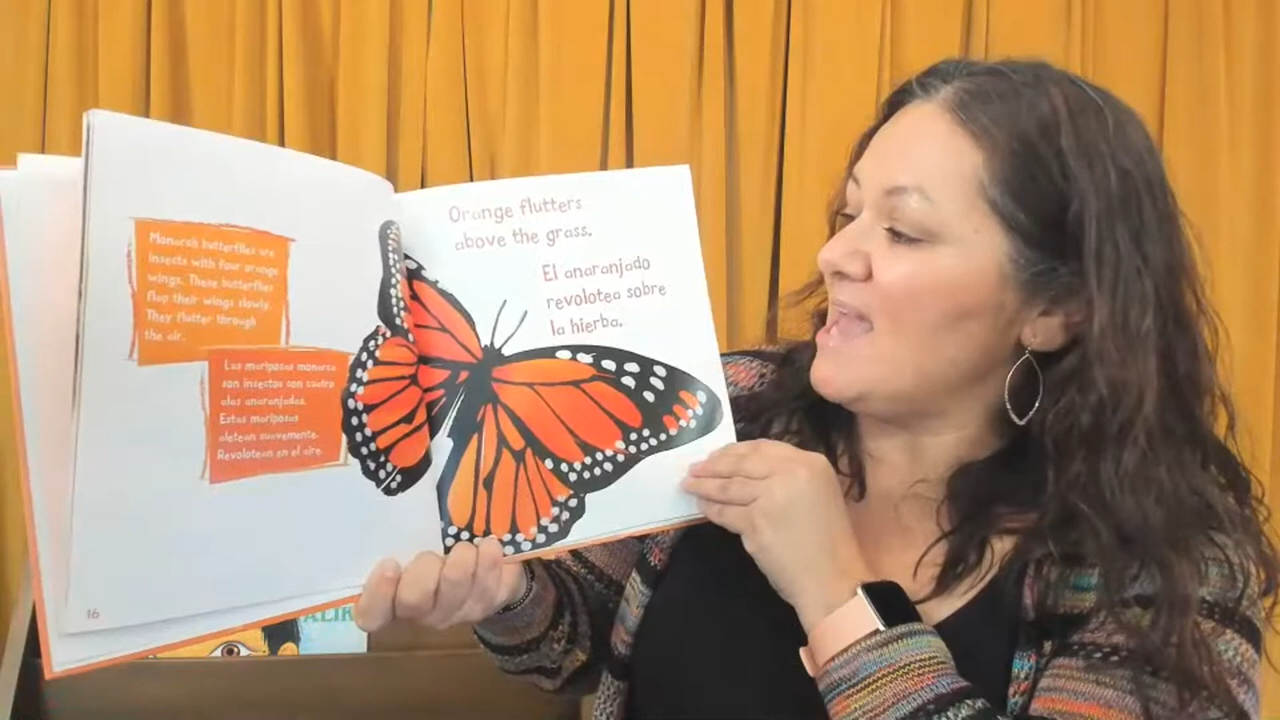 Monarch butterflies are
insects with four orange
wings. These butterflies
flap their wings slowly.
They flutter through
the air.
Las mariposas monarca
son insectos con cuatro
alas anaranjadas.
Estas mariposas
aletean suavemente.
Revolotean en el aire.
16
Orange flutters
above the grass.
El anaranjado
revolotea sobre
la hierba.